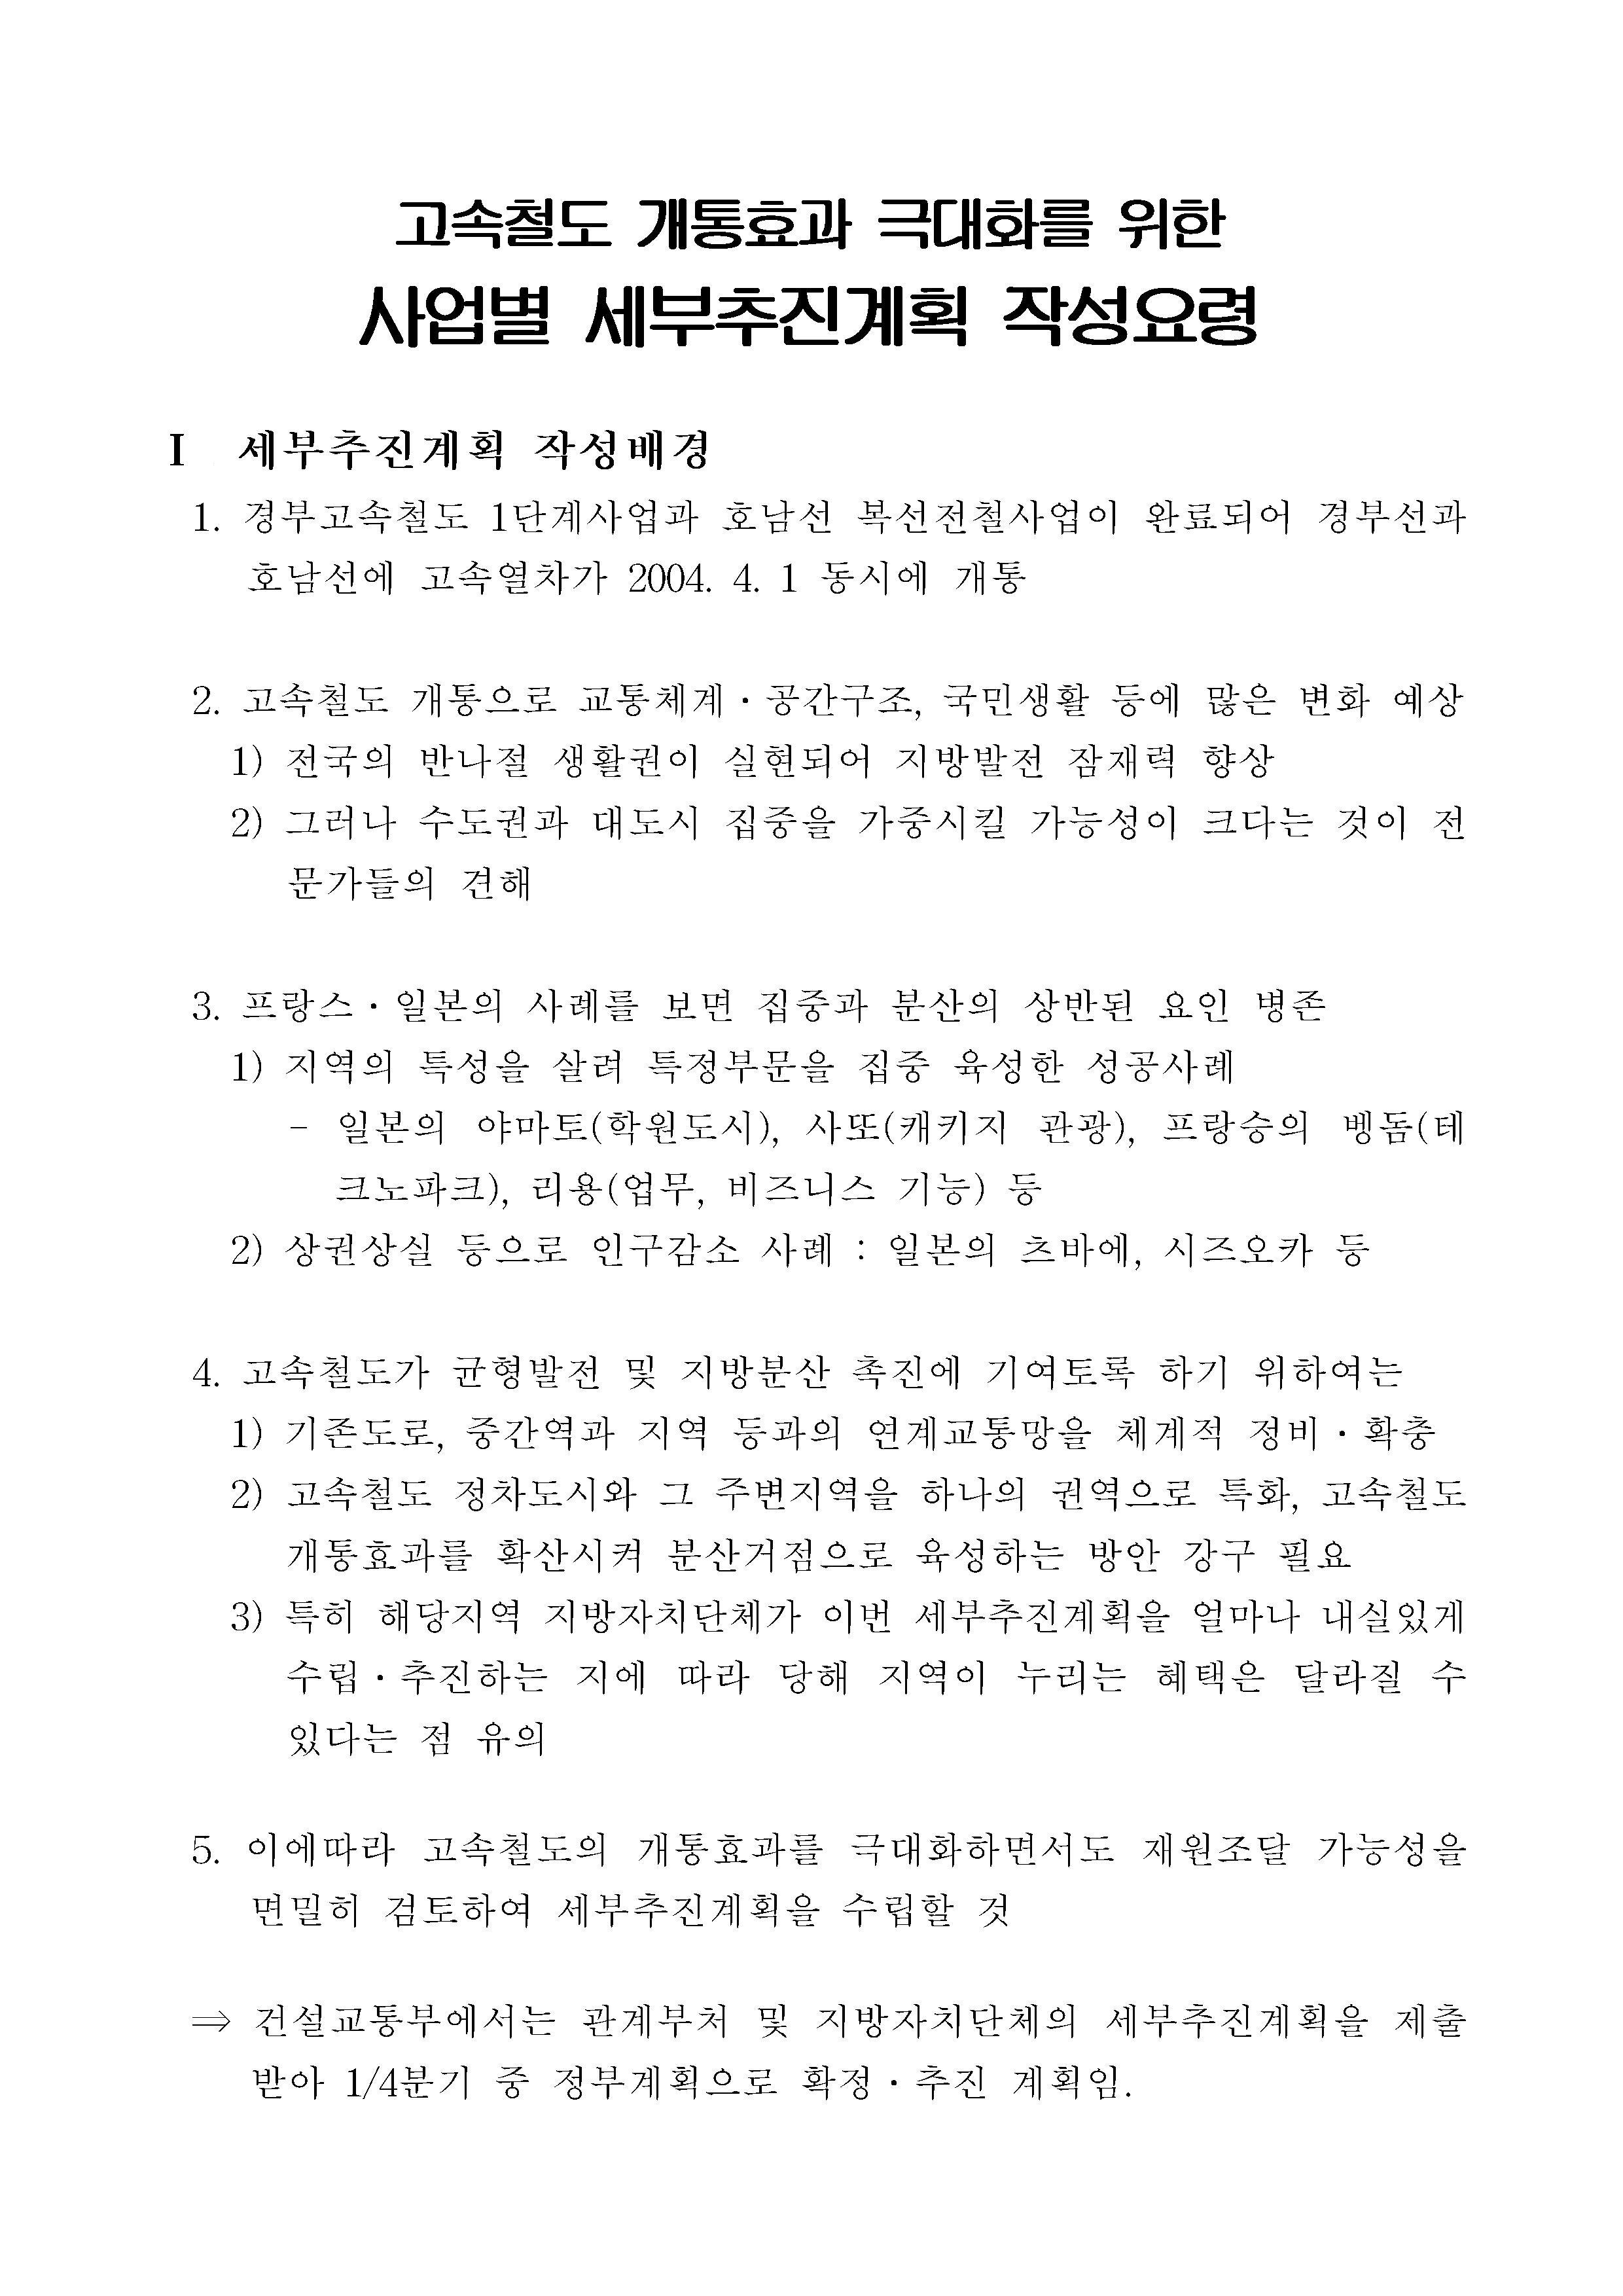 고속철도 개통효과 극대화를 위한
사업별 세부추진계획 작성요령
Ⅰ 세부추진계획 작성배경
1. 경부고속철도 1단계사업과 호남선 복선전철사업이 완료되어 경부선과
호남선에 고속열차가 2004. 4. 1 동시에 개통
2. 고속철도 개통으로 교통체계·공간구조, 국민생활 등에 많은 변화 예상
1) 전국의 반나절 생활권이 실현되어 지방발전 잠재력 향상
2) 그러나 수도권과 대도시 집중을 가중시킬 가능성이 크다는 것이 전
문가들의 견해
3. 프랑스·일본의 사례를 보면 집중과 분산의 상반된 요인 병존
1) 지역의 특성을 살려 특정부문을 집중 육성한 성공사례
- 일본의 야마토(학원도시), 사또(캐키지 관광), 프랑승의 벵돔(테
크노파크), 리용(업무, 비즈니스 기능) 등
2) 상권상실 등으로 인구감소 사례 : 일본의 츠바에, 시즈오카 등
4. 고속철도가 균형발전 및 지방분산 촉진에 기여토록 하기 위하여는
1) 기존도로, 중간역과 지역 등과의 연계교통망을 체계적 정비·확충
2) 고속철도 정차도시와 그 주변지역을 하나의 권역으로 특화, 고속철도
개통효과를 확산시켜 분산거점으로 육성하는 방안 강구 필요
3) 특히 해당지역 지방자치단체가 이번 세부추진계획을 얼마나 내실있게
수립·추진하는 지에 따라 당해 지역이 누리는 혜택은 달라질 수
있다는 점 유의
5. 이에따라 고속철도의 개통효과를 극대화하면서도 재원조달 가능성을
면밀히 검토하여 세부추진계획을 수립할 것
⇒ 건설교통부에서는 관계부처 및 지방자치단체의 세부추진계획을 제출
받아 1/4분기 중 정부계획으로 확정·추진 계획임.